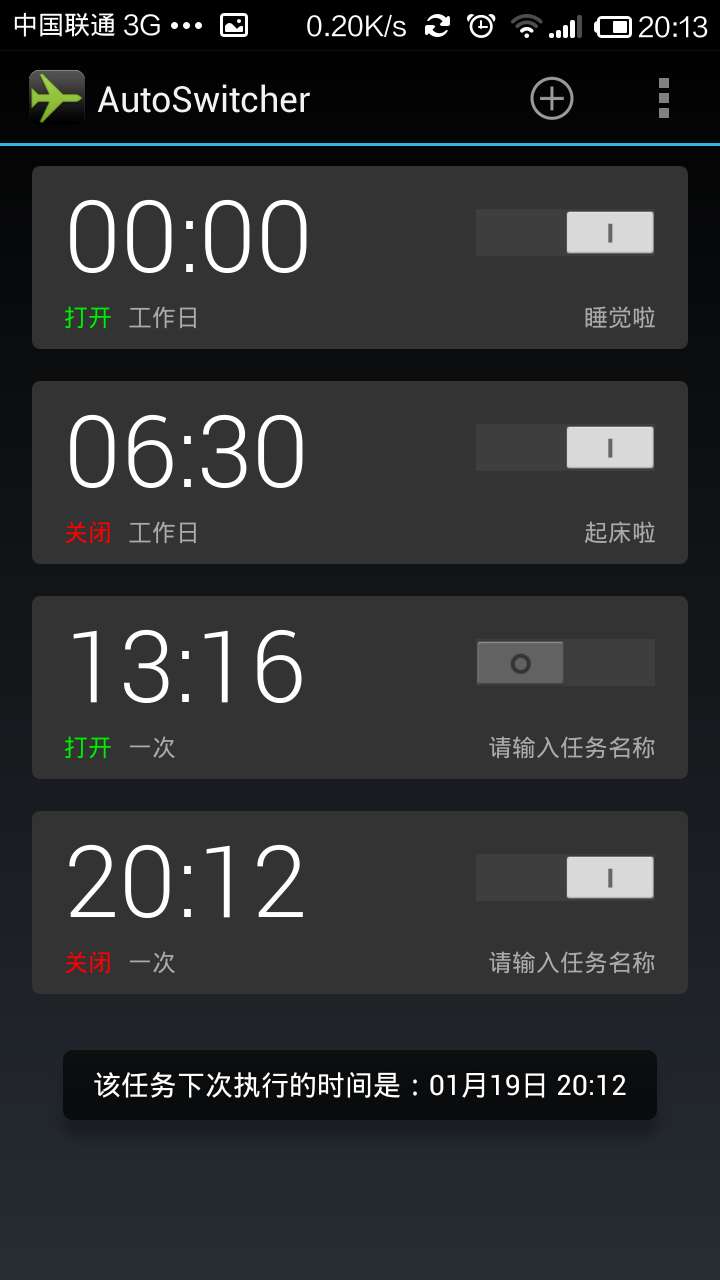 中国联通 3G ••• 0.20K/s 20:13
AutoSwitcher
00:00
打开 工作日 睡觉啦
06:30
关闭 工作日 起床啦
13:16
打开 一次 请输入任务名称
20:12
关闭 一次 请输入任务名称
该任务下次执行的时间是：01月19日 20:12